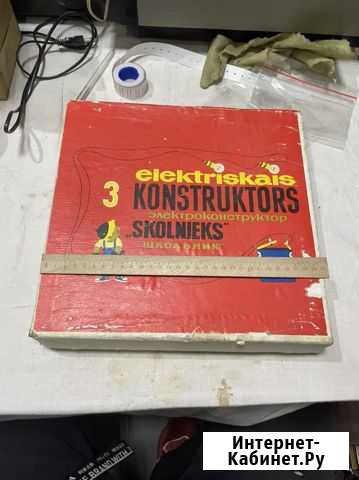 elektriskais
3 KONSTRUKTORS
электроконструктор
"SKOLNIEKS"
ШКОЛЬНИК
Интернет-
Кабинет.Ру